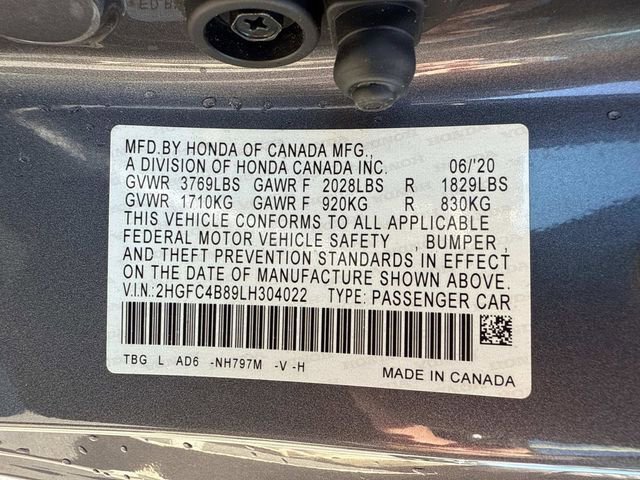 MFD.BY HONDA OF CANADA MFG.,
A DIVISION OF HONDA CANADA INC. 06/'20
GVWR 3769LBS GAWR F 2028LBS R 1829LBS
GVWR 1710KG GAWR F 920KG R 830KG
THIS VEHICLE CONFORMS TO ALL APPLICABLE
FEDERAL MOTOR VEHICLE SAFETY , BUMPER ,
AND THEFT PREVENTION STANDARDS IN EFFECT
ON THE DATE OF MANUFACTURE SHOWN ABOVE.
V.I.N.:2HGFC4B89LH304022 TYPE: PASSENGER CAR
TBG L AD6 -NH797M -V -H
MADE IN CANADA